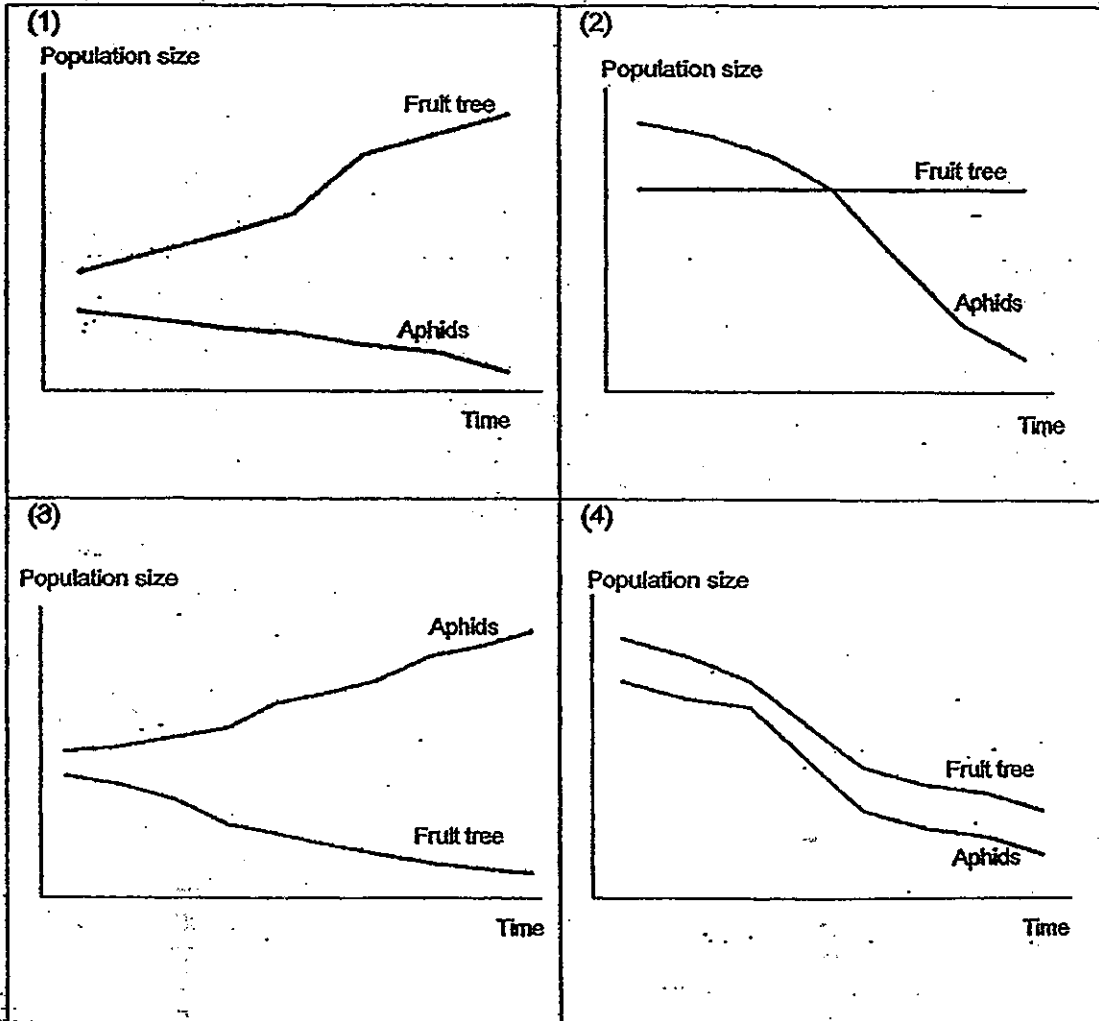 (1)
Population size
Fruit tree
Aphids
Time
(2)
Population size
Fruit tree
Aphids
Time
(3)
Population size
Aphids
Fruit tree
Time
(4)
Population size
Fruit tree
Aphids
Time